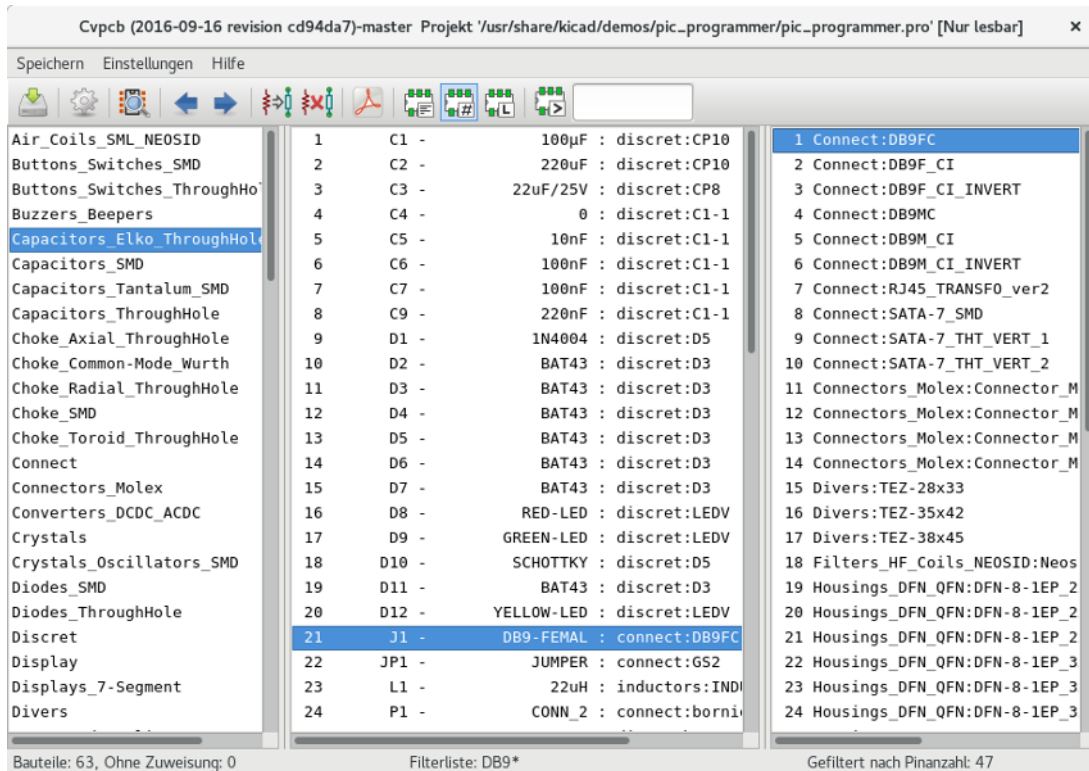 Cvpcb (2016-09-16 revision cd94da7)-master Projekt '/usr/share/kicad/demos/pic_programmer/pic_programmer.pro' [Nur lesbar] ×
Speichern Einstellungen Hilfe
Air_Coils_SML_NEOSID
Buttons_Switches_SMD
Buttons_Switches_ThroughHo
Buzzers_Beepers
Capacitors_Elko_ThroughHole
Capacitors_SMD
Capacitors_Tantalum_SMD
Capacitors_ThroughHole
Choke_Axial_ThroughHole
Choke_Common-Mode_Wurth
Choke_Radial_ThroughHole
Choke_SMD
Choke_Toroid_ThroughHole
Connect
Connectors_Molex
Converters_DCDC_ACDC
Crystals
Crystals_Oscillators_SMD
Diodes_SMD
Diodes_ThroughHole
Discret
Display
Displays_7-Segment
Divers
1 C1 - 100µF : discret:CP10
2 C2 - 220uF : discret:CP10
3 C3 - 22uF/25V : discret:CP8
4 C4 - 0 : discret:C1-1
5 C5 - 10nF : discret:C1-1
6 C6 - 100nF : discret:C1-1
7 C7 - 100nF : discret:C1-1
8 C9 - 220nF : discret:C1-1
9 D1 - 1N4004 : discret:D5
10 D2 - BAT43 : discret:D3
11 D3 - BAT43 : discret:D3
12 D4 - BAT43 : discret:D3
13 D5 - BAT43 : discret:D3
14 D6 - BAT43 : discret:D3
15 D7 - BAT43 : discret:D3
16 D8 - RED-LED : discret:LEDV
17 D9 - GREEN-LED : discret:LEDV
18 D10 - SCHOTTKY : discret:D5
19 D11 - BAT43 : discret:D3
20 D12 - YELLOW-LED : discret:LEDV
21 J1 - DB9-FEMAL : connect:DB9FC
22 JP1 - JUMPER : connect:GS2
23 L1 - 22uH : inductors:IND
24 P1 - CONN_2 : connect:borni
1 Connect:DB9FC
2 Connect:DB9F_CI
3 Connect:DB9F_CI_INVERT
4 Connect:DB9MC
5 Connect:DB9M_CI
6 Connect:DB9M_CI_INVERT
7 Connect:RJ45_TRANSFO_ver2
8 Connect:SATA-7_SMD
9 Connect:SATA-7_THT_VERT_1
10 Connect:SATA-7_THT_VERT_2
11 Connectors_Molex:Connector_M
12 Connectors_Molex:Connector_M
13 Connectors_Molex:Connector_M
14 Connectors_Molex:Connector_M
15 Divers:TEZ-28x33
16 Divers:TEZ-35x42
17 Divers:TEZ-38x45
18 Filters_HF_Coils_NEOSID:Neos
19 Housings_DFN_QFN:DFN-8-1EP_2
20 Housings_DFN_QFN:DFN-8-1EP_2
21 Housings_DFN_QFN:DFN-8-1EP_2
22 Housings_DFN_QFN:DFN-8-1EP_3
23 Housings_DFN_QFN:DFN-8-1EP_3
24 Housings_DFN_QFN:DFN-8-1EP_3
Bauteile: 63, Ohne Zuweisung: 0 Filterliste: DB9* Gefiltert nach Pinanzahl: 47